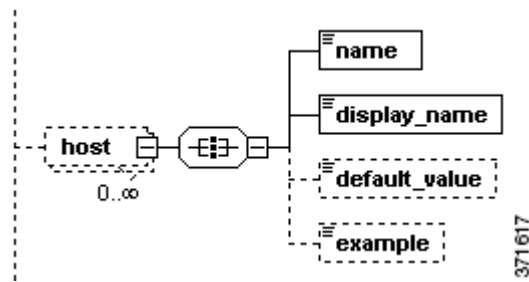 name
display_name
host
0..∞
default_value
example
371617